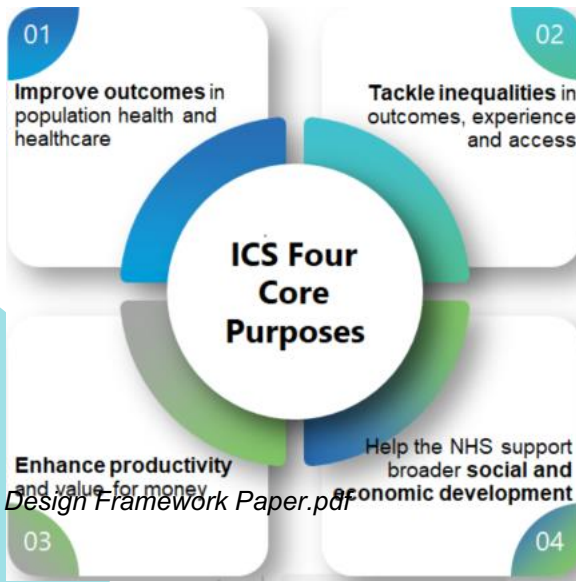 01
Improve outcomes in
population health and
healthcare
02
Tackle inequalities in
outcomes, experience
and access
ICS Four
Core
Purposes
Enhance productivity
and value for money
03
Help the NHS support
broader social and
economic development
04
Design Framework Paper.pdf